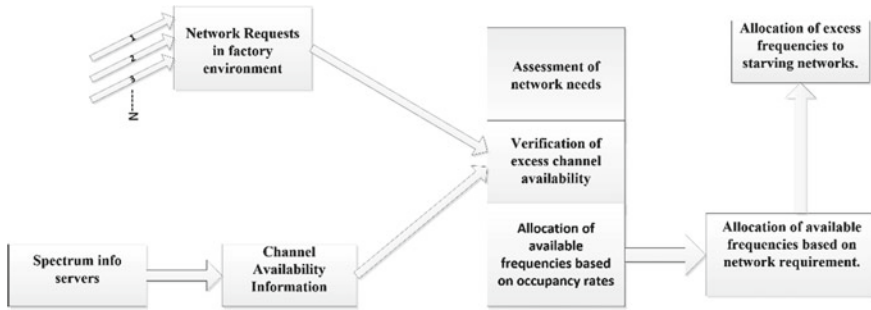 1
2
3
N
Network Requests
in factory
environment
Spectrum info
servers
Channel
Availability
Information
Assessment of
network needs
Verification of
excess channel
availability
Allocation of
available
frequencies based
on occupancy rates
Allocation of excess
frequencies to
starving networks.
Allocation of available
frequencies based on
network requirement.